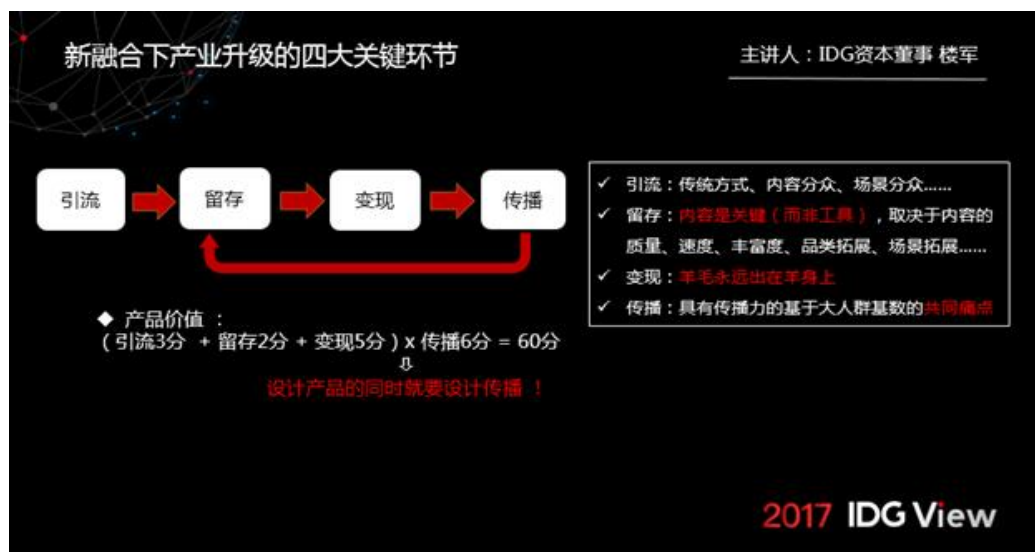 新融合下产业升级的四大关键环节
主讲人：IDG资本董事 楼军
引流
留存
变现
传播
✓ 引流：传统方式、内容分众、场景分众......
✓ 留存：内容是关键（而非工具），取决于内容的
质量、速度、丰富度、品类拓展、场景拓展......
✓ 变现：羊毛永远出在羊身上
✓ 传播：具有传播力的基于大人群基数的共同痛点
◆ 产品价值 ：
( 引流3分 + 留存2分 + 变现5分 ) x 传播6分 = 60分
⇩
设计产品的同时就要设计传播 ！
2017 IDG View